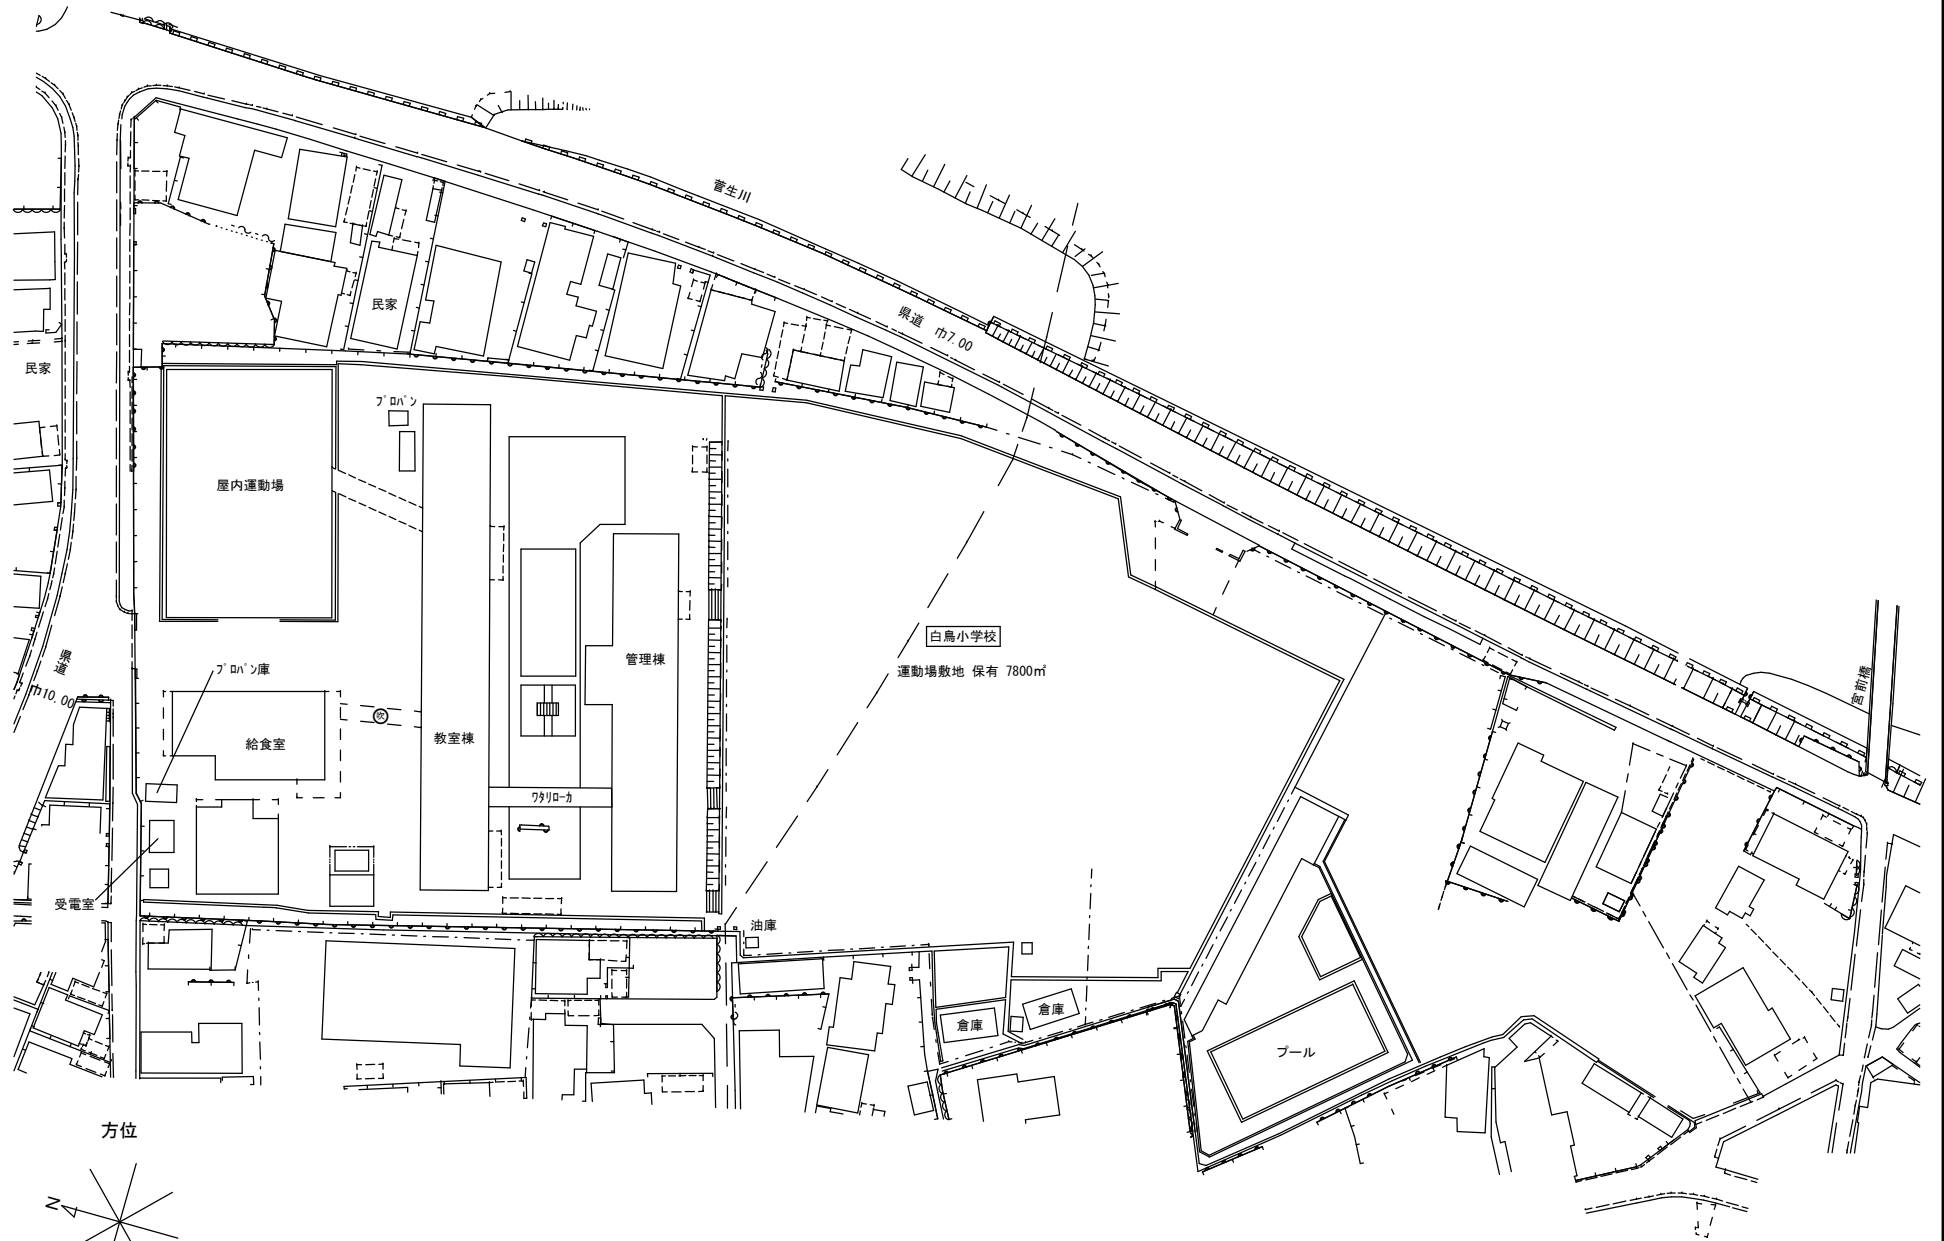 菅生川
県道 巾7.00
民家
民家
プロパン
屋内運動場
白鳥小学校
運動場敷地 保有 7800㎡
管理棟
県道
巾10.00
プロパン庫
宮前橋
吹
教室棟
給食室
ワタリローカ
受電室
油庫
倉庫
倉庫
プール
方位
N